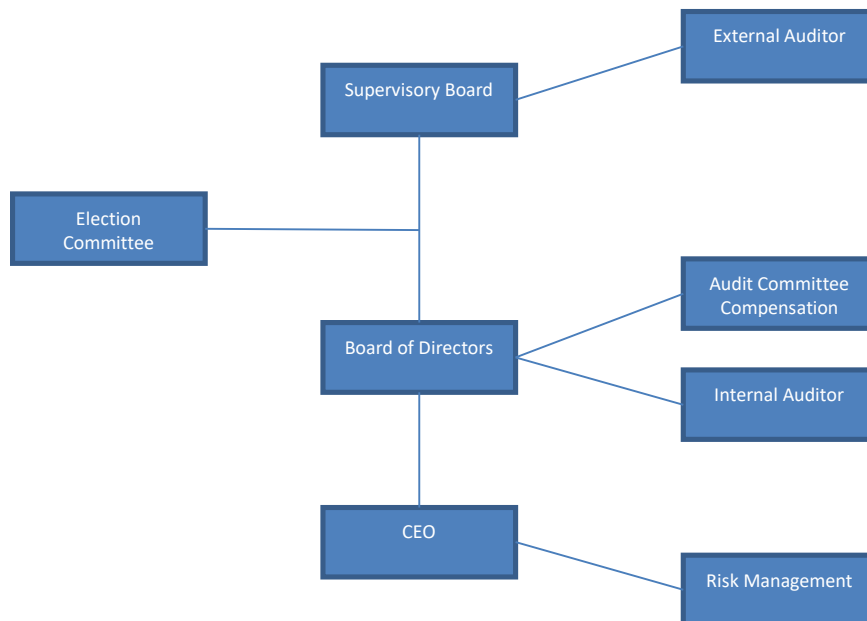 External Auditor
Supervisory Board
Election
Committee
Audit Committee
Compensation
Board of Directors
Internal Auditor
CEO
Risk Management